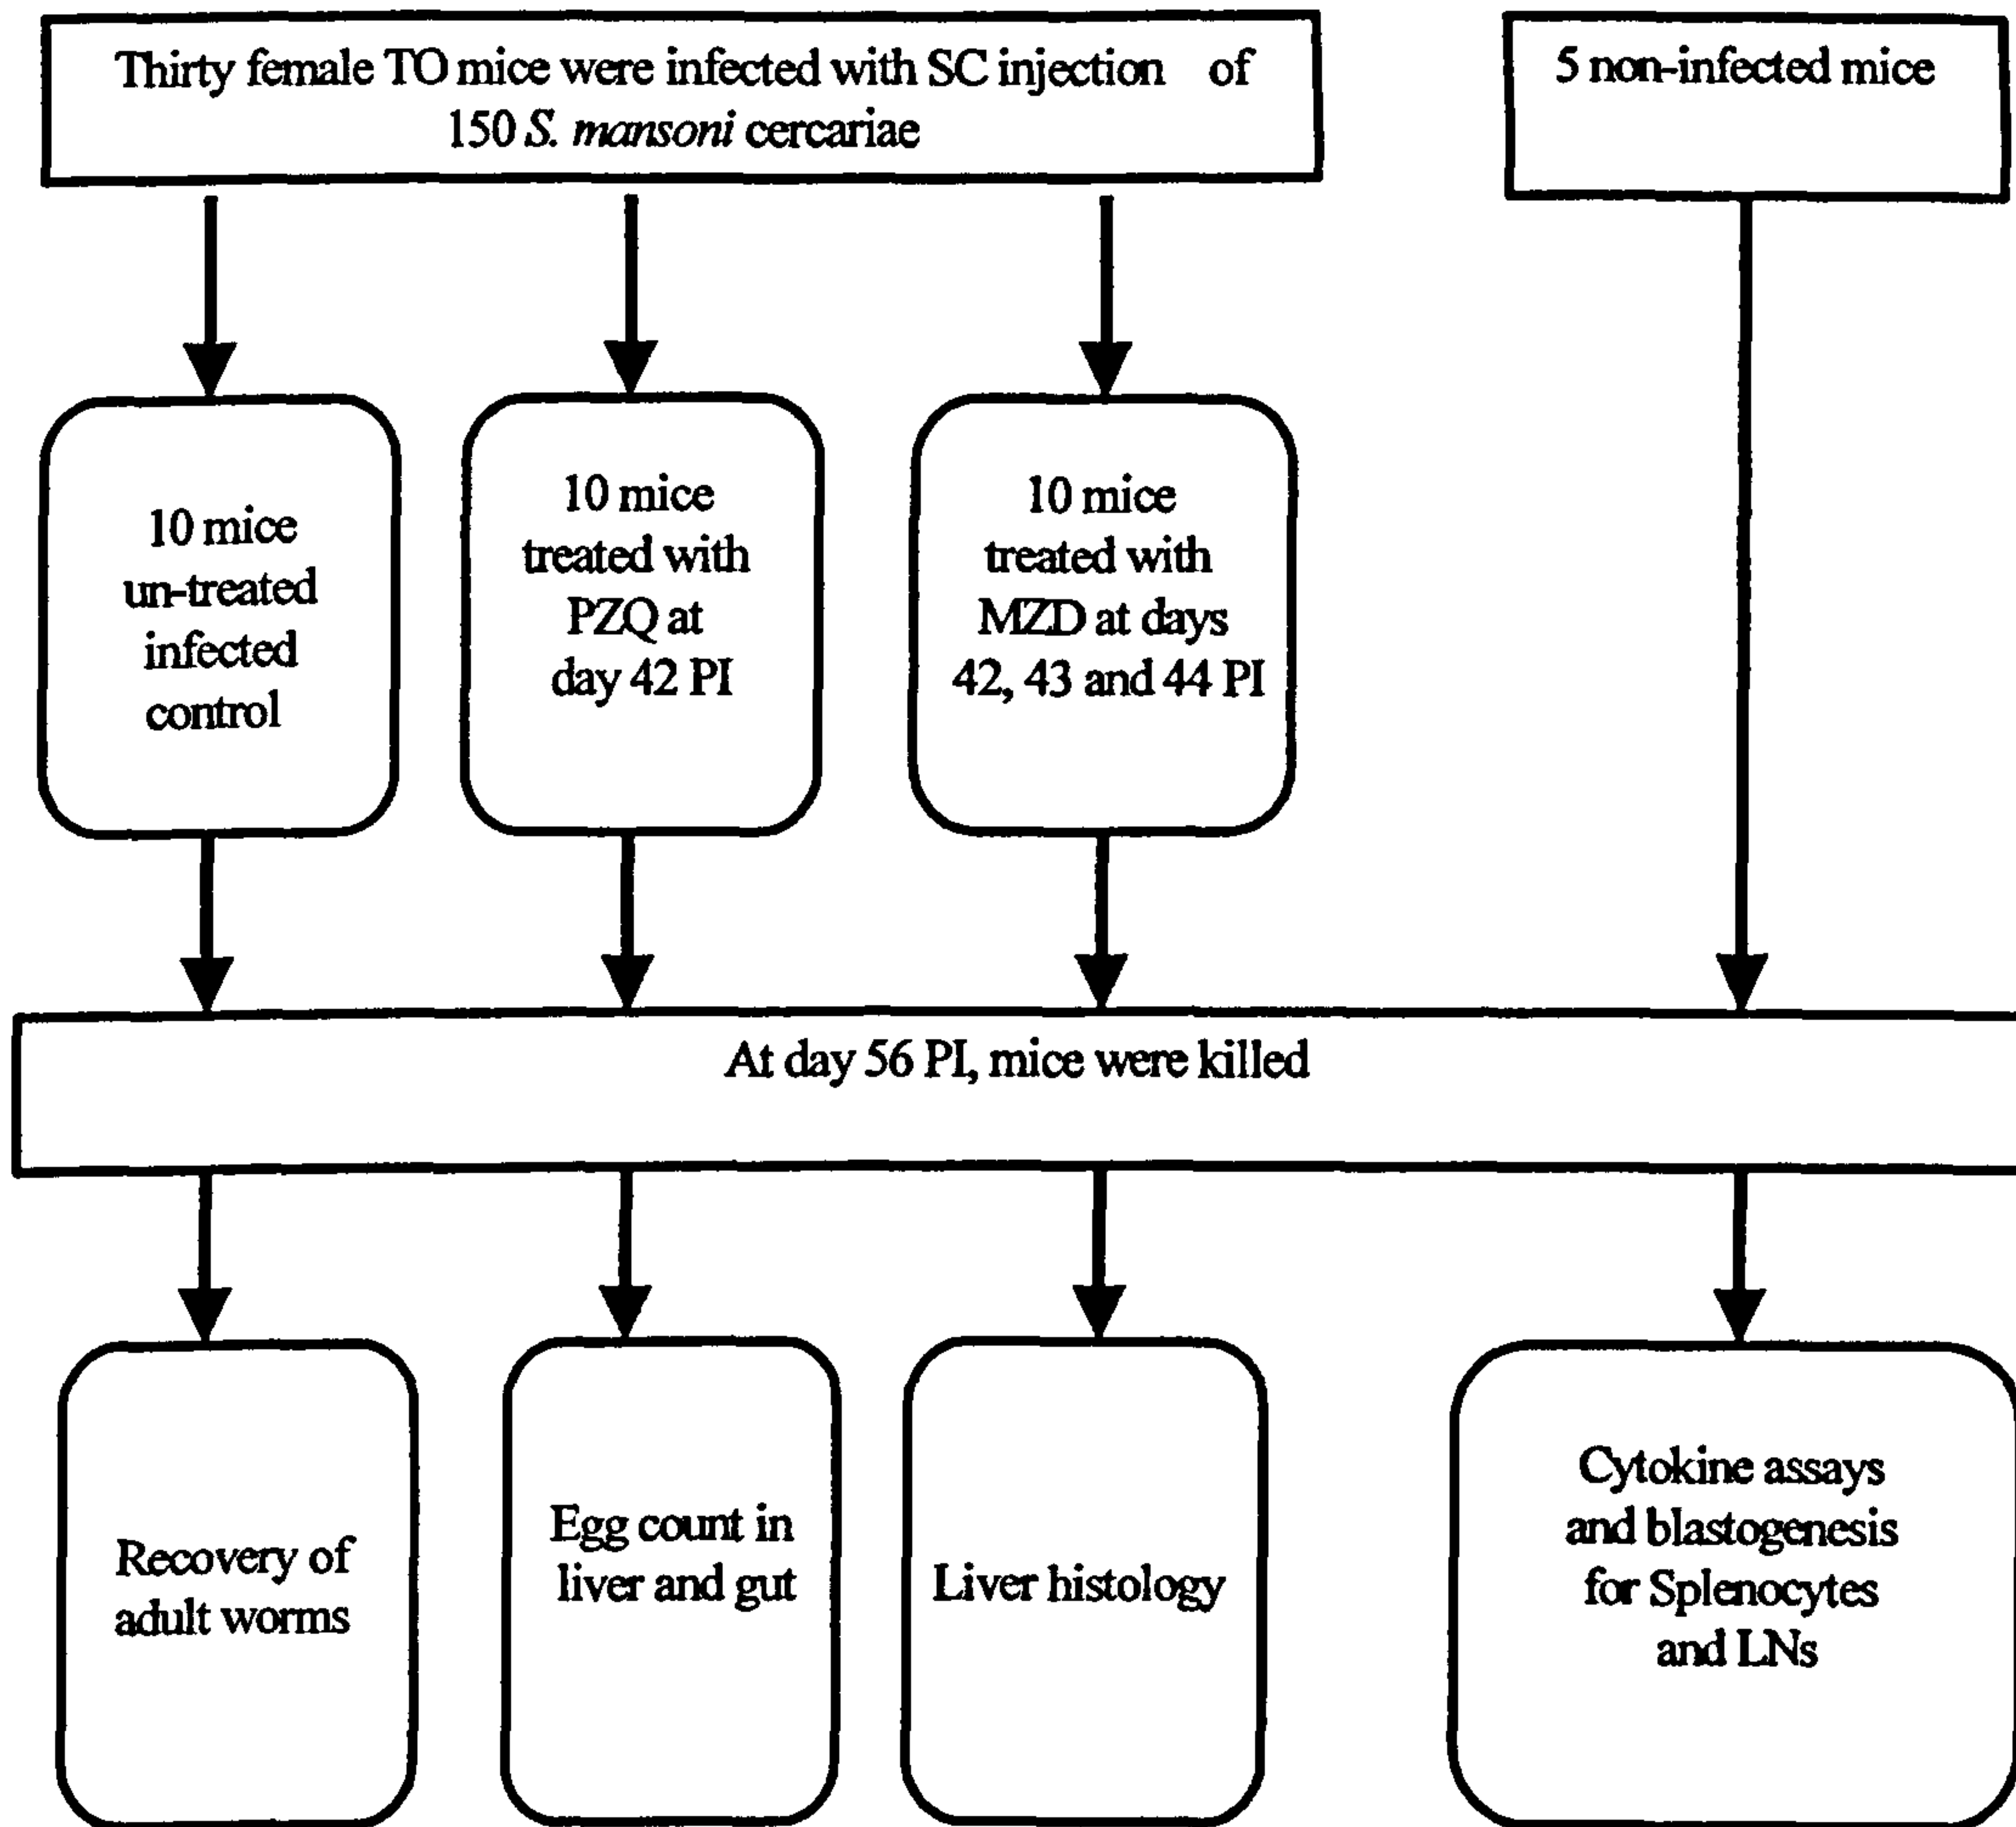 Thirty female TO mice were infected with SC injection of
150 S. mansoni cercariae
5 non-infected mice
10 mice
un-treated
infected
control
10 mice
treated with
PZQ at
day 42 PI
10 mice
treated with
MZD at days
42, 43 and 44 PI
At day 56 PI, mice were killed
Recovery of
adult worms
Egg count in
liver and gut
Liver histology
Cytokine assays
and blastogenesis
for Splenocytes
and LNs